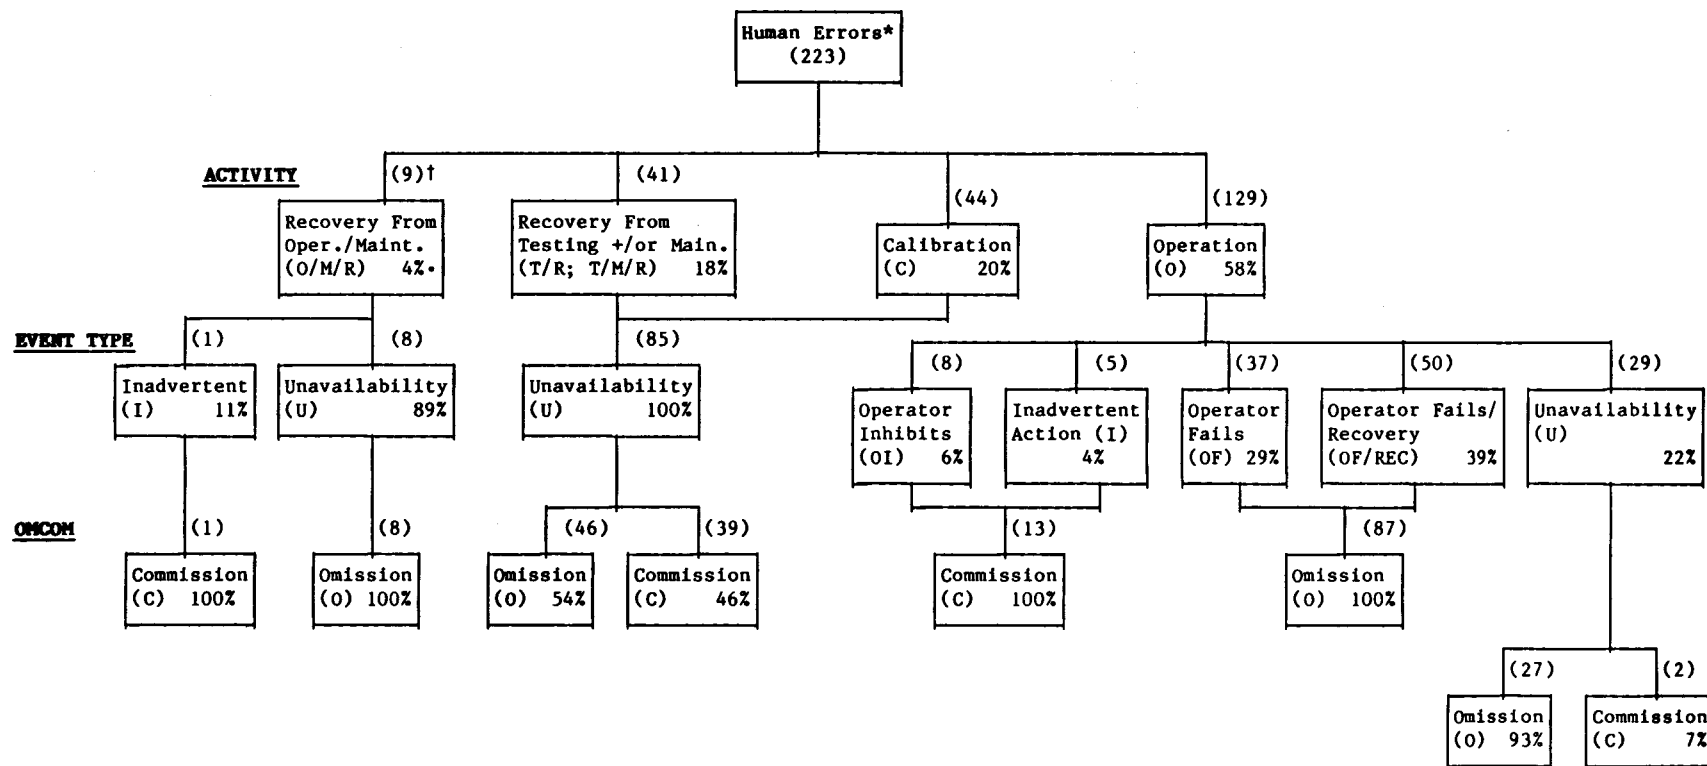 Human Errors*
(223)
ACTIVITY
(9)†
(41)
(44)
(129)
Recovery From
Oper./Maint.
(O/M/R) 4%.
Recovery From
Testing +/or Main.
(T/R; T/M/R) 18%
Calibration
(C) 20%
Operation
(O) 58%
EVENT TYPE
(1)
(8)
(85)
(8)
(5)
(37)
(50)
(29)
Inadvertent
(I) 11%
Unavailability
(U) 89%
Unavailability
(U) 100%
Operator
Inhibits
(OI) 6%
Inadvertent
Action (I)
4%
Operator
Fails
(OF) 29%
Operator Fails/
Recovery
(OF/REC) 39%
Unavailability
(U)
22%
OMCOM
(1)
(8)
(46)
(39)
(13)
(87)
Commission
(C) 100%
Omission
(O) 100%
Omission
(O) 54%
Commission
(C) 46%
Commission
(C) 100%
Omission
(O) 100%
(27)
(2)
Omission
(O) 93%
Commission
(C) 7%